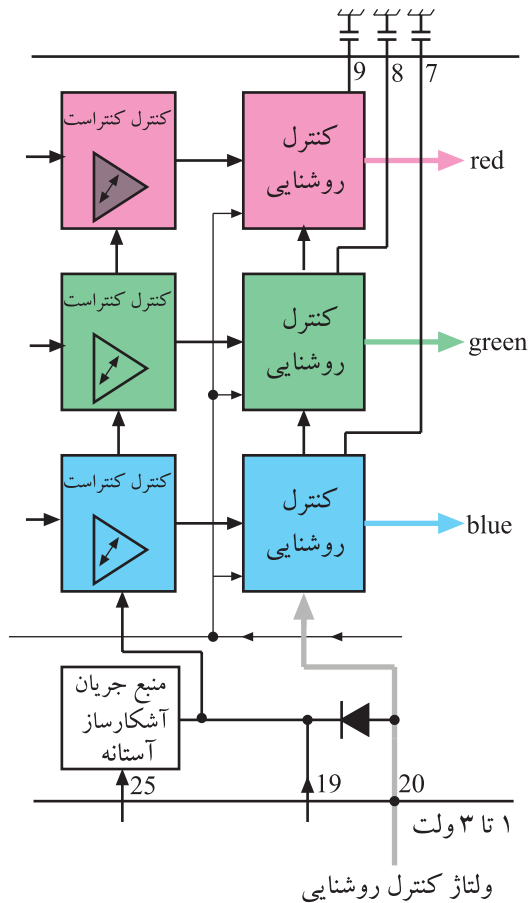 9 8 7
کنترل کنتراست
کنترل
روشنایی
red
کنترل کنتراست
کنترل
روشنایی
green
کنترل کنتراست
کنترل
روشنایی
blue
منبع جریان
آشکارساز
آستانه
25 19 20
۱ تا ۳ ولت
ولتاژ کنترل روشنایی